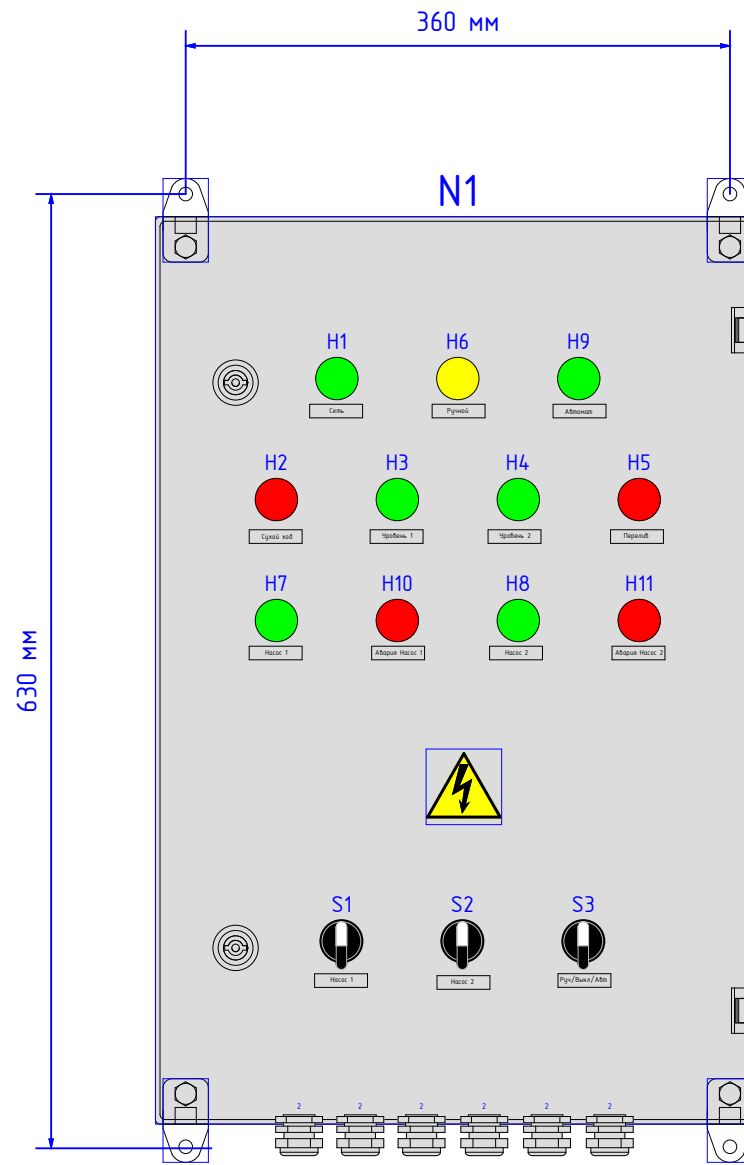 360 мм
N1
H1 H6 H9
Сеть Ручной Автомат
H2 H3 H4 H5
Сухой ход Уровень 1 Уровень 2 Перелив
H7 H10 H8 H11
Насос 1 Авария Насос 1 Насос 2 Авария Насос 2
630 мм
S1 S2 S3
Насос 1 Насос 2 Руч/Выкл/Авт
2 2 2 2 2 2